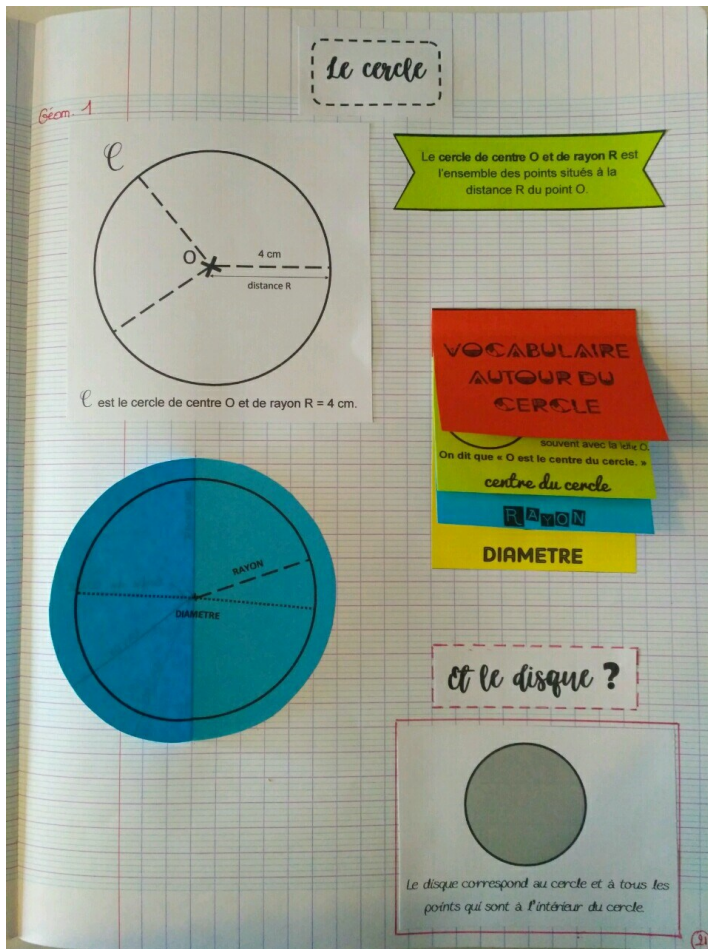 Le cercle
Géom. 1
Le cercle de centre O et de rayon R est
l'ensemble des points situés à la
distance R du point O.
C
O
4 cm
distance R
C est le cercle de centre O et de rayon R = 4 cm.
VOCABULAIRE
AUTOUR DU
CERCLE
souvent avec la O.
On dit que « O est le centre du cercle. »
centre du cercle
RAYON
DIAMETRE
RAYON
DIAMETRE
Et le disque ?
Le disque correspond au cercle et à tous les
points qui sont à l'intérieur du cercle.